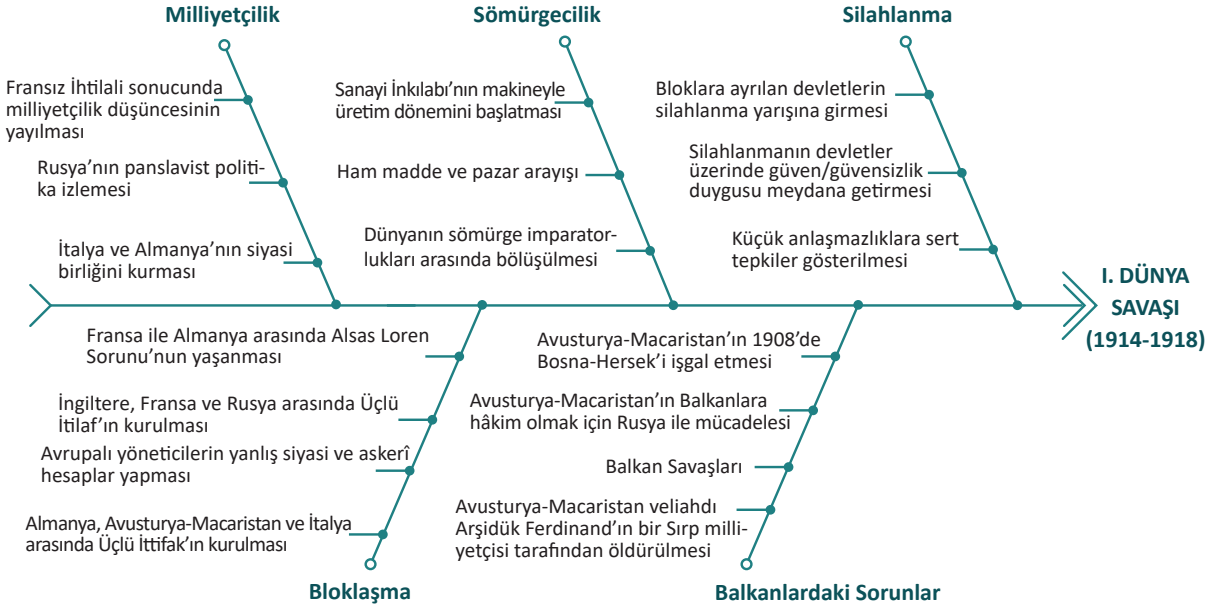 Milliyetçilik
Fransız İhtilali sonucunda
milliyetçilik düşüncesinin
yayılması
Rusya’nın panslavist politi-
ka izlemesi
İtalya ve Almanya’nın siyasi
birliğini kurması
Sömürgecilik
Sanayi İnkılabı’nın makineyle
üretim dönemini başlatması
Ham madde ve pazar arayışı
Dünyanın sömürge imparator-
lukları arasında bölüşülmesi
Silahlanma
Bloklara ayrılan devletlerin
silahlanma yarışına girmesi
Silahlanmanın devletler
üzerinde güven/güvensizlik
duygusu meydana getirmesi
Küçük anlaşmazlıklara sert
tepkiler gösterilmesi
I. DÜNYA
SAVAŞI
(1914-1918)
Fransa ile Almanya arasında Alsas Loren
Sorunu’nun yaşanması
İngiltere, Fransa ve Rusya arasında Üçlü
İtilaf’ın kurulması
Avrupalı yöneticilerin yanlış siyasi ve askerî
hesaplar yapması
Almanya, Avusturya-Macaristan ve İtalya
arasında Üçlü İttifak’ın kurulması
Bloklaşma
Avusturya-Macaristan’ın 1908’de
Bosna-Hersek’i işgal etmesi
Avusturya-Macaristan’ın Balkanlara
hâkim olmak için Rusya ile mücadelesi
Balkan Savaşları
Avusturya-Macaristan veliahdı
Arşidük Ferdinand’ın bir Sırp milli-
yetçisi tarafından öldürülmesi
Balkanlardaki Sorunlar